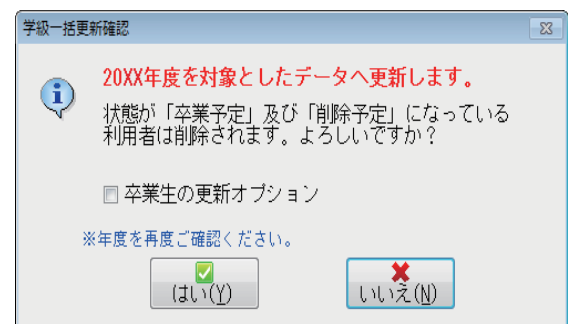 学級一括更新確認
20XX年度を対象としたデータへ更新します。
状態が「卒業予定」及び「削除予定」になっている
利用者は削除されます。よろしいですか？
卒業生の更新オプション
※年度を再度ご確認ください。
はい(Y)
いいえ(N)